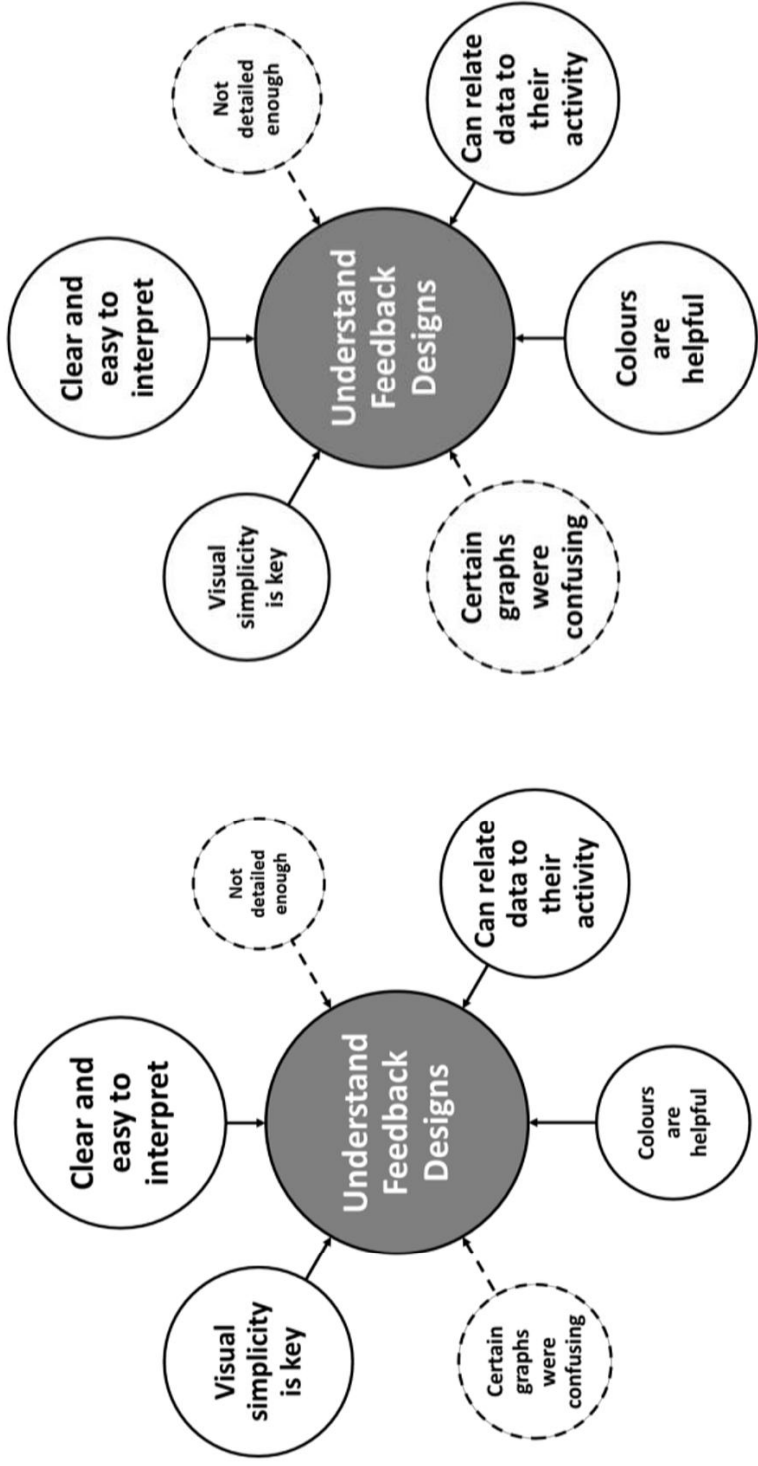 Clear and
easy to
interpret
Visual
simplicity
is key
Not
detailed
enough
Understand
Feedback
Designs
Certain
graphs
were
confusing
Can relate
data to
their
activity
Colours
are
helpful
Clear and
easy to
interpret
Visual
simplicity
is key
Not
detailed
enough
Understand
Feedback
Designs
Certain
graphs
were
confusing
Can relate
data to
their
activity
Colours
are
helpful